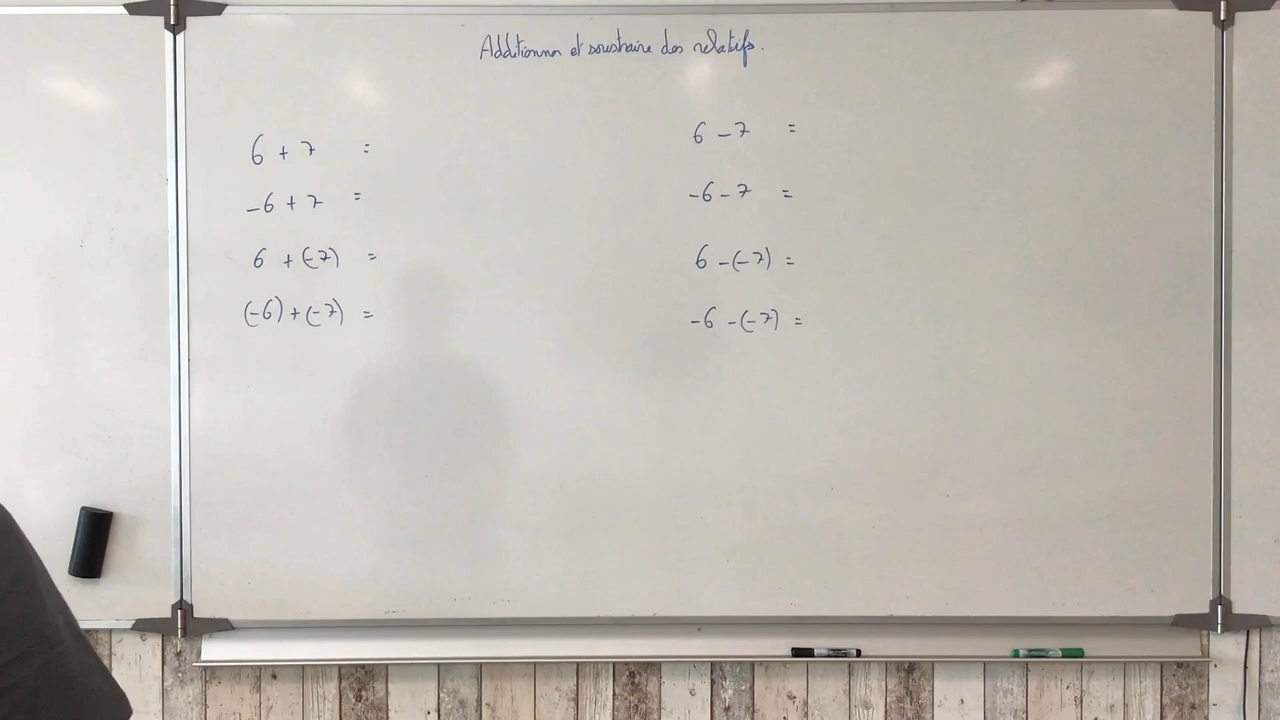 Additionner et soustraire des relatifs.
6 + 7 =
-6 + 7 =
6 + (-7) =
(-6) + (-7) =
6 - 7 =
-6 - 7 =
6 - (-7) =
-6 - (-7) =